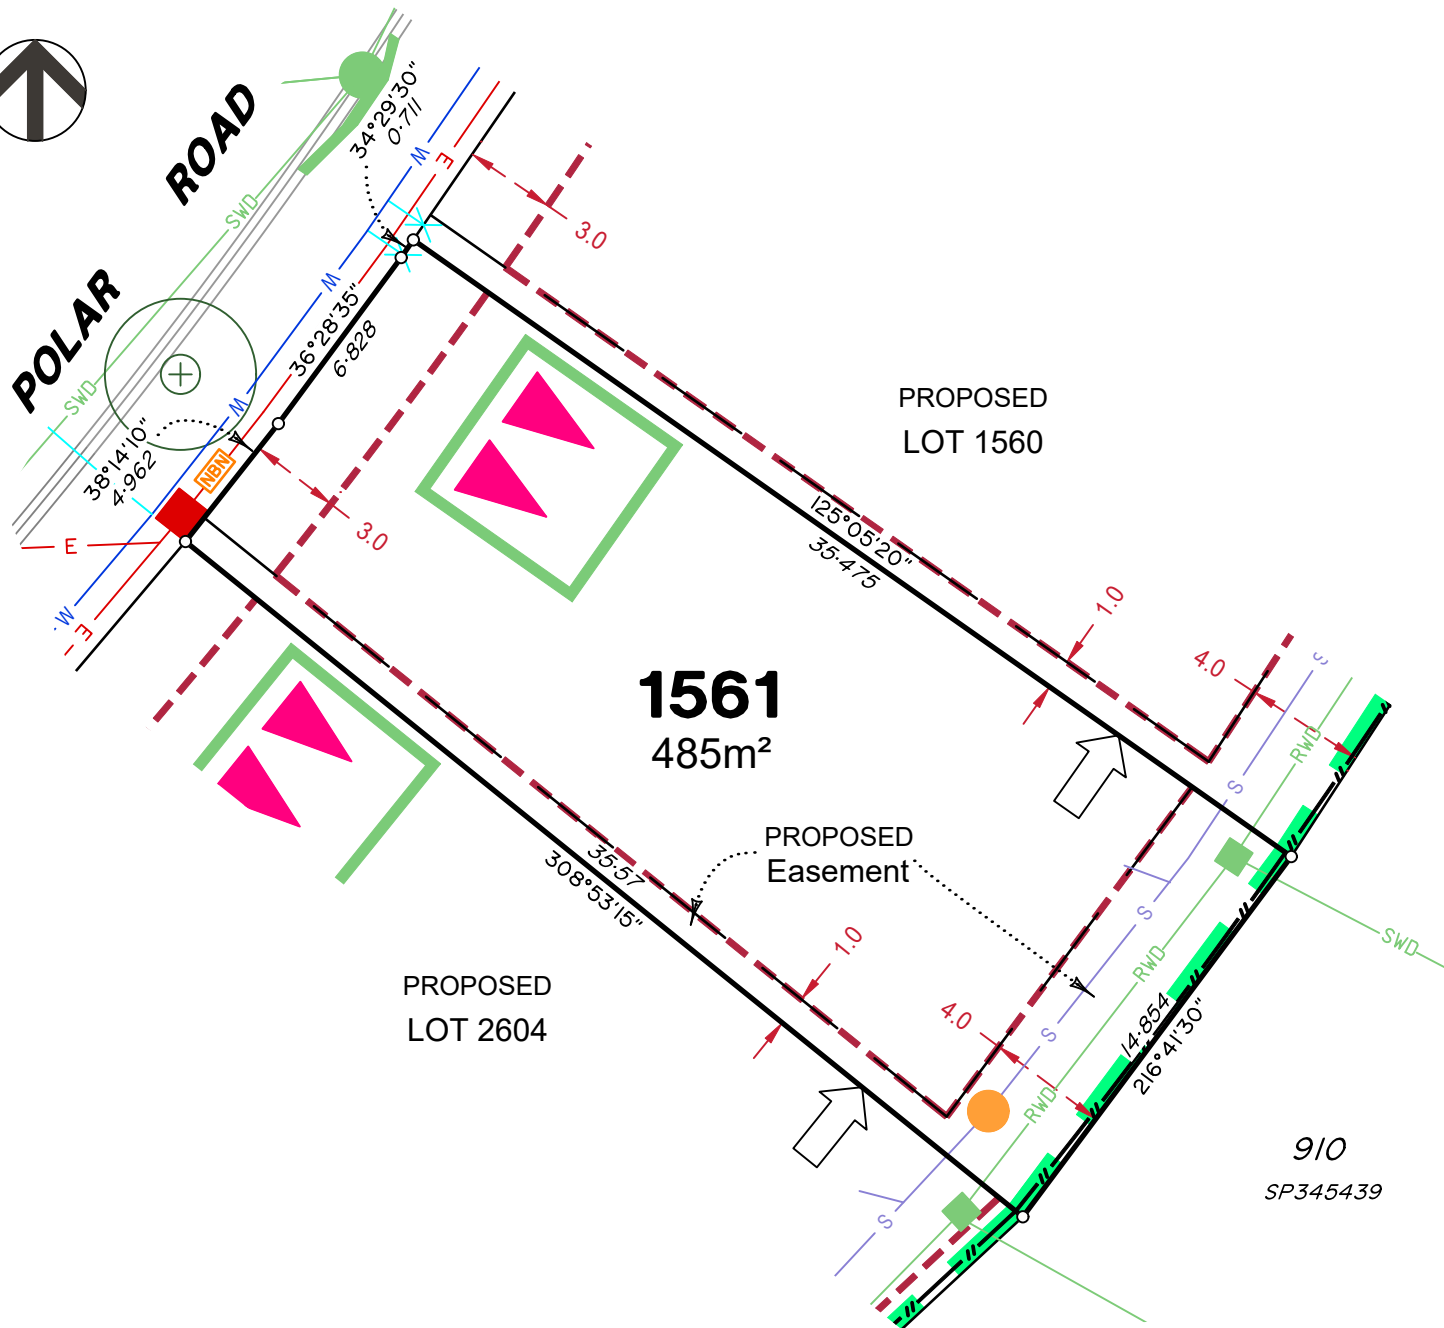 34°29'30"
0·711
ROAD
SWD
W
E
3.0
POLAR
W
36°28'35"
6·828
SWD
W
38°14'10"
4·962
NBN
3.0
E
W
E
PROPOSED
LOT 1560
125°05'20"
35·475
1.0
4.0
S
RWD
1561
485m²
S
PROPOSED
Easement
35·57
308°53'15"
S
SWD
1.0
RWD
4.0
S
PROPOSED
LOT 2604
14·854
216°41'30"
RWD
910
SP345439
S